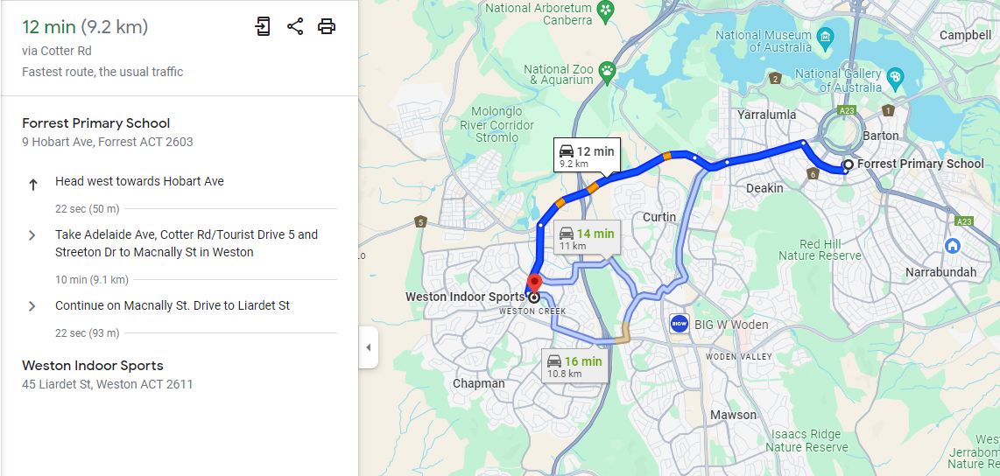 12 min (9.2 km)
via Cotter Rd
Fastest route, the usual traffic
Forrest Primary School
9 Hobart Ave, Forrest ACT 2603
Head west towards Hobart Ave
22 sec (50 m)
Take Adelaide Ave, Cotter Rd/Tourist Drive 5 and
Streeton Dr to Macnally St in Weston
10 min (9.1 km)
Continue on Macnally St. Drive to Liardet St
22 sec (93 m)
Weston Indoor Sports
45 Liardet St, Weston ACT 2611
National Arboretum
Canberra
Campbell
National Museum
of Australia
National Zoo
& Aquarium
National Gallery
of Australia
2
1
A23
Molonglo
River Corridor
Stromlo
Yarralumla
Barton
12 min
9.2 km
Forrest Primary School
6
Deakin
Curtin
5
A23
14 min
11 km
Red Hill
Nature Reserve
lo
Narrabundah
Weston Indoor Sports
WESTON CREEK
BIGW
BIG W Woden
WODEN VALLEY
16 min
10.8 km
Chapman
Mawson
Isaacs Ridge
Nature Reserve
Wes
Jerrabom
Nature Re